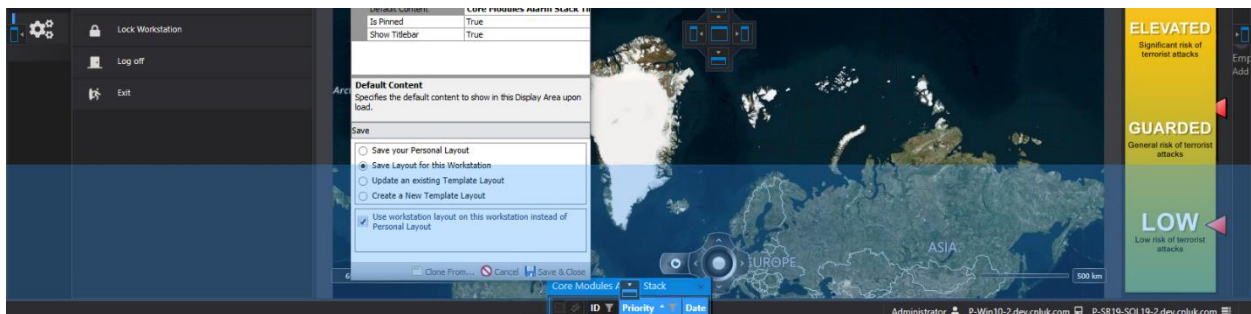 Lock Workstation
Log off
Exit
Default Content
Core Modules Alarm Stack
Is Pinned
True
Show Titlebar
True
Default Content
Specifies the default content to show in this Display Area upon
load.
Save
Save your Personal Layout
Save Layout for this Workstation
Update an existing Template Layout
Create a New Template Layout
Use workstation layout on this workstation instead of
Personal Layout
Clone From... Cancel Save & Close
EUROPE
ASIA
500 km
ELEVATED
Significant risk of
terrorist attacks
GUARDED
General risk of terrorist
attacks
LOW
Low risk of terrorist
attacks
Add
Core Modules A Stack
ID Priority Date
Administrator P-Win10-2.dev.cnluk.com P-SR19-SQL19-2.dev.cnluk.com